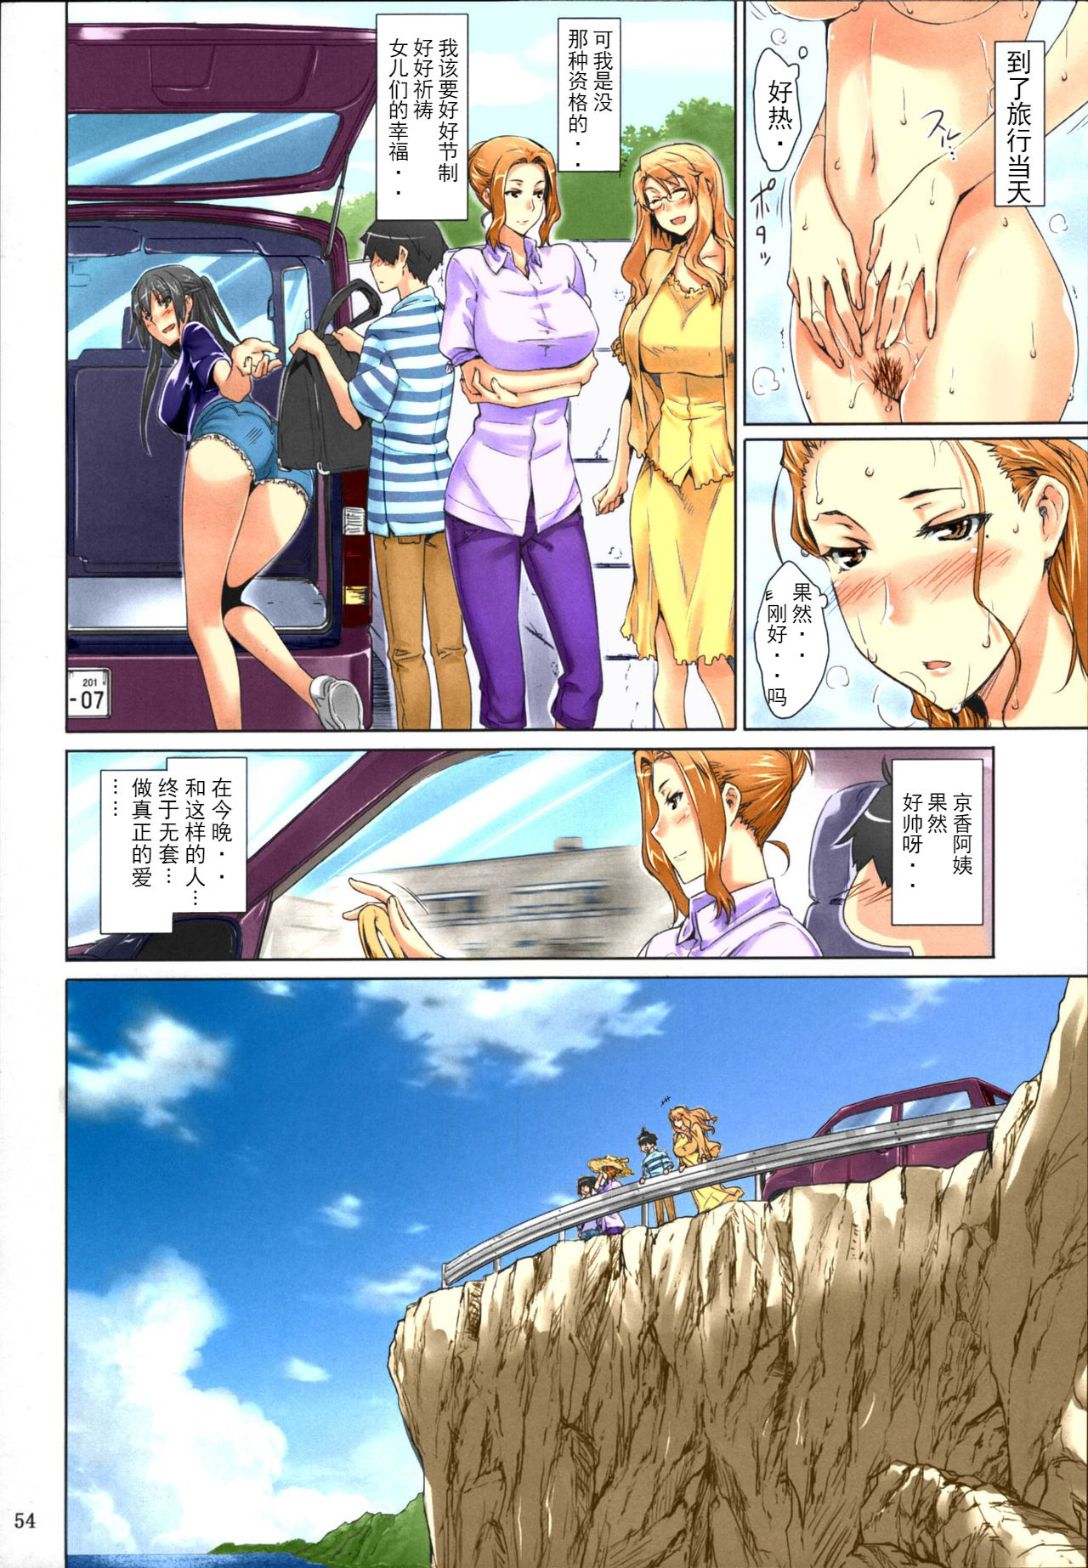 到了旅行当天
好热.
スルー
ポタッ
果然..
刚好..吗
可我是没
那种资格的..
我该要好好节制
好好祈祷
女儿们的幸福..
201
-07
京香阿姨
果然
好帅呀..
在今晚..
和这样的人...
终于无套...
做真正的爱
......
54